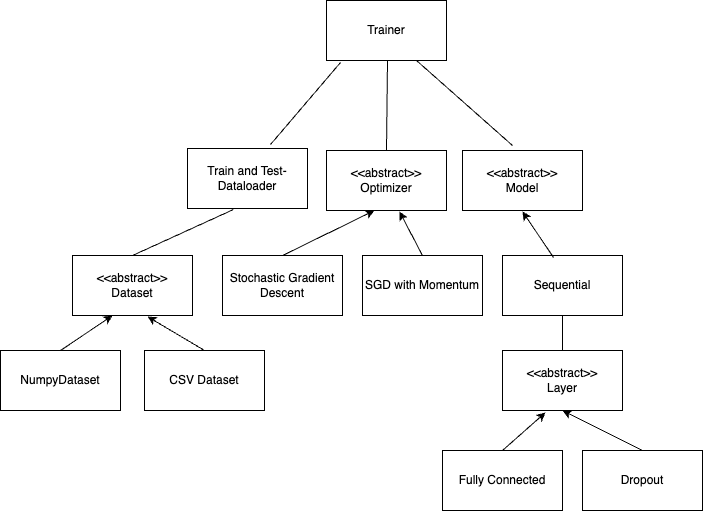 Trainer
Train and Test-
Dataloader
<<abstract>>
Optimizer
<<abstract>>
Model
<<abstract>>
Dataset
Stochastic Gradient
Descent
SGD with Momentum
Sequential
NumpyDataset
CSV Dataset
<<abstract>>
Layer
Fully Connected
Dropout